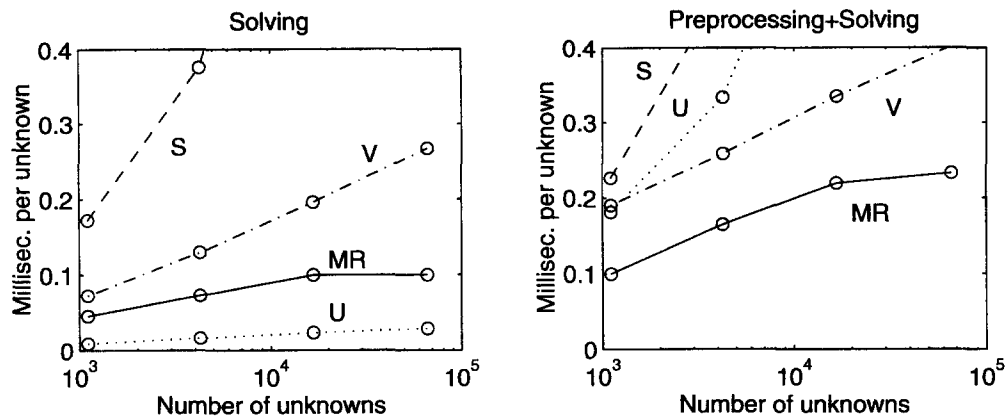 Solving
Millisec. per unknown
0.4
0.3
0.2
0.1
0
S
V
MR
U
10³
10⁴
10⁵
Number of unknowns
Preprocessing+Solving
Millisec. per unknown
0.4
0.3
0.2
0.1
0
S
U
V
MR
10³
10⁴
10⁵
Number of unknowns